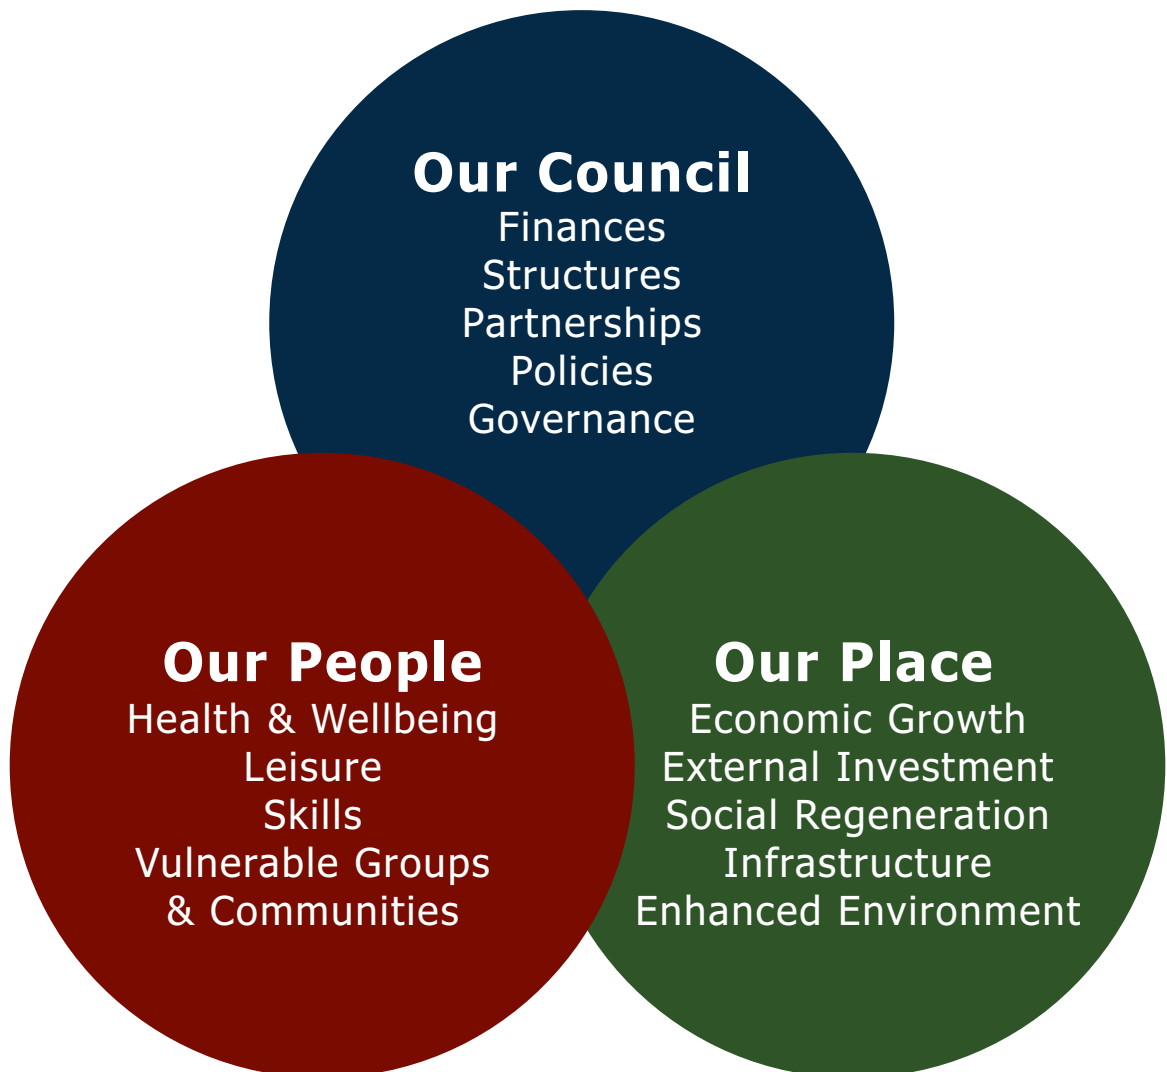 Our Council
Finances
Structures
Partnerships
Policies
Governance
Our People
Health & Wellbeing
Leisure
Skills
Vulnerable Groups
& Communities
Our Place
Economic Growth
External Investment
Social Regeneration
Infrastructure
Enhanced Environment